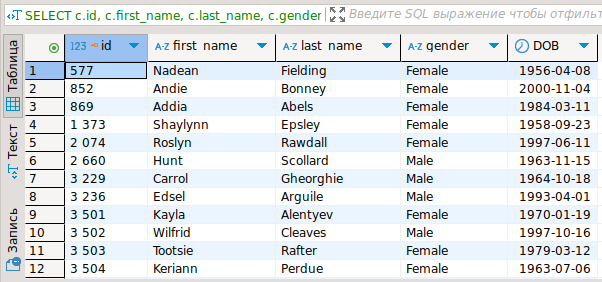 SELECT c.id, c.first_name, c.last_name, c.gender Введите SQL выражение чтобы отфильт
Таблица
Текст
Запись
123 id first_name last_name gender DOB
1 577 Nadean Fielding Female 1956-04-08
2 852 Andie Bonney Female 2000-11-04
3 869 Addia Abels Female 1984-03-11
4 1 373 Shaylynn Epsley Female 1958-09-23
5 2 074 Roslyn Rawdall Female 1997-06-11
6 2 660 Hunt Scollard Male 1963-11-15
7 3 229 Carrol Gheorghie Male 1964-10-18
8 3 236 Edsel Arguile Male 1993-04-01
9 3 501 Kayla Alentyev Female 1970-01-19
10 3 502 Wilfrid Cleaves Male 1997-10-16
11 3 503 Tootsie Rafter Female 1979-03-12
12 3 504 Keriann Perdue Female 1963-07-06